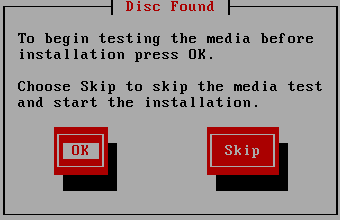 Disc Found
To begin testing the media before
installation press OK.
Choose Skip to skip the media test
and start the installation.
OK
Skip